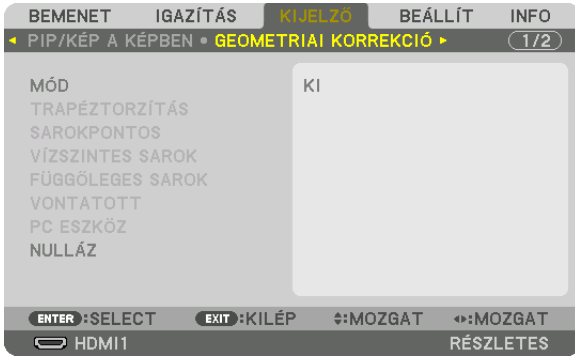 BEMENET IGAZÍTÁS KIJELZŐ BEÁLLÍT INFO
PIP/KÉP A KÉPBEN • GEOMETRIAI KORREKCIÓ 1/2
MÓD KI
TRAPÉZTORZÍTÁS
SAROKPONTOS
VÍZSZINTES SAROK
FÜGGÖLEGES SAROK
VONTATOTT
PC ESZKÖZ
NULLÁZ
ENTER :SELECT EXIT :KILÉP :MOZGAT :MOZGAT
HDMI1 RÉSZLETES